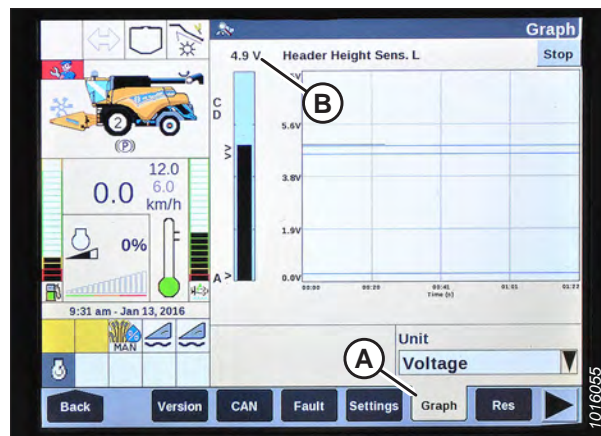 Graph
4.9 V
Header Height Sens. L
Stop
B
V
C
D
5.6V
2
(P)
>
>
3.8V
12.0
0.0
6.0
km/h
1.9V
0%
A >
0.0V
00:00
00:20
00:41
01:01
01:22
Time (s)
9:31 am - Jan 13, 2016
MAN
Unit
A
Voltage
Back
Version
CAN
Fault
Settings
Graph
Res
1016055